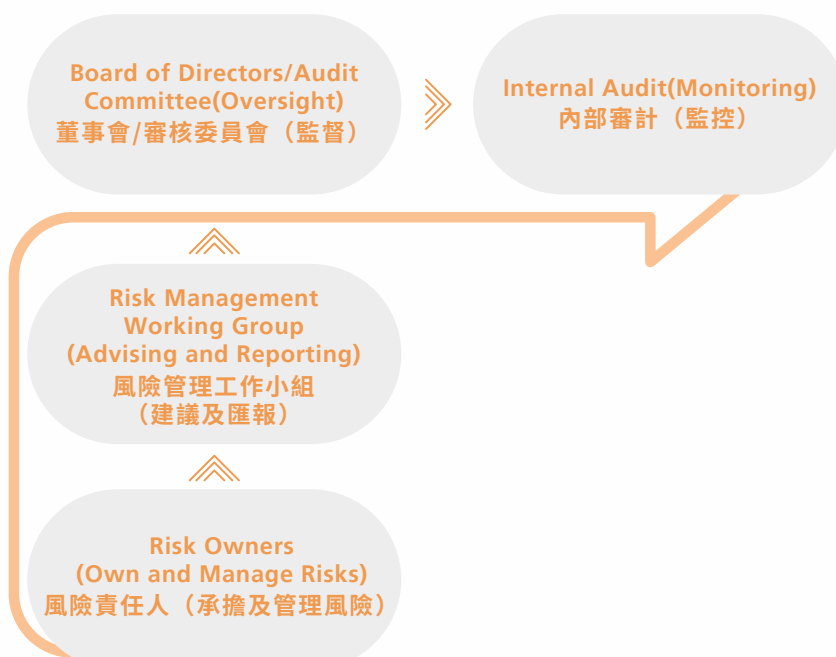 Board of Directors/Audit
Committee(Oversight)
董事會/審核委員會（監督）
Internal Audit(Monitoring)
內部審計（監控）
Risk Management
Working Group
(Advising and Reporting)
風險管理工作小組
（建議及匯報）
Risk Owners
(Own and Manage Risks)
風險責任人（承擔及管理風險）